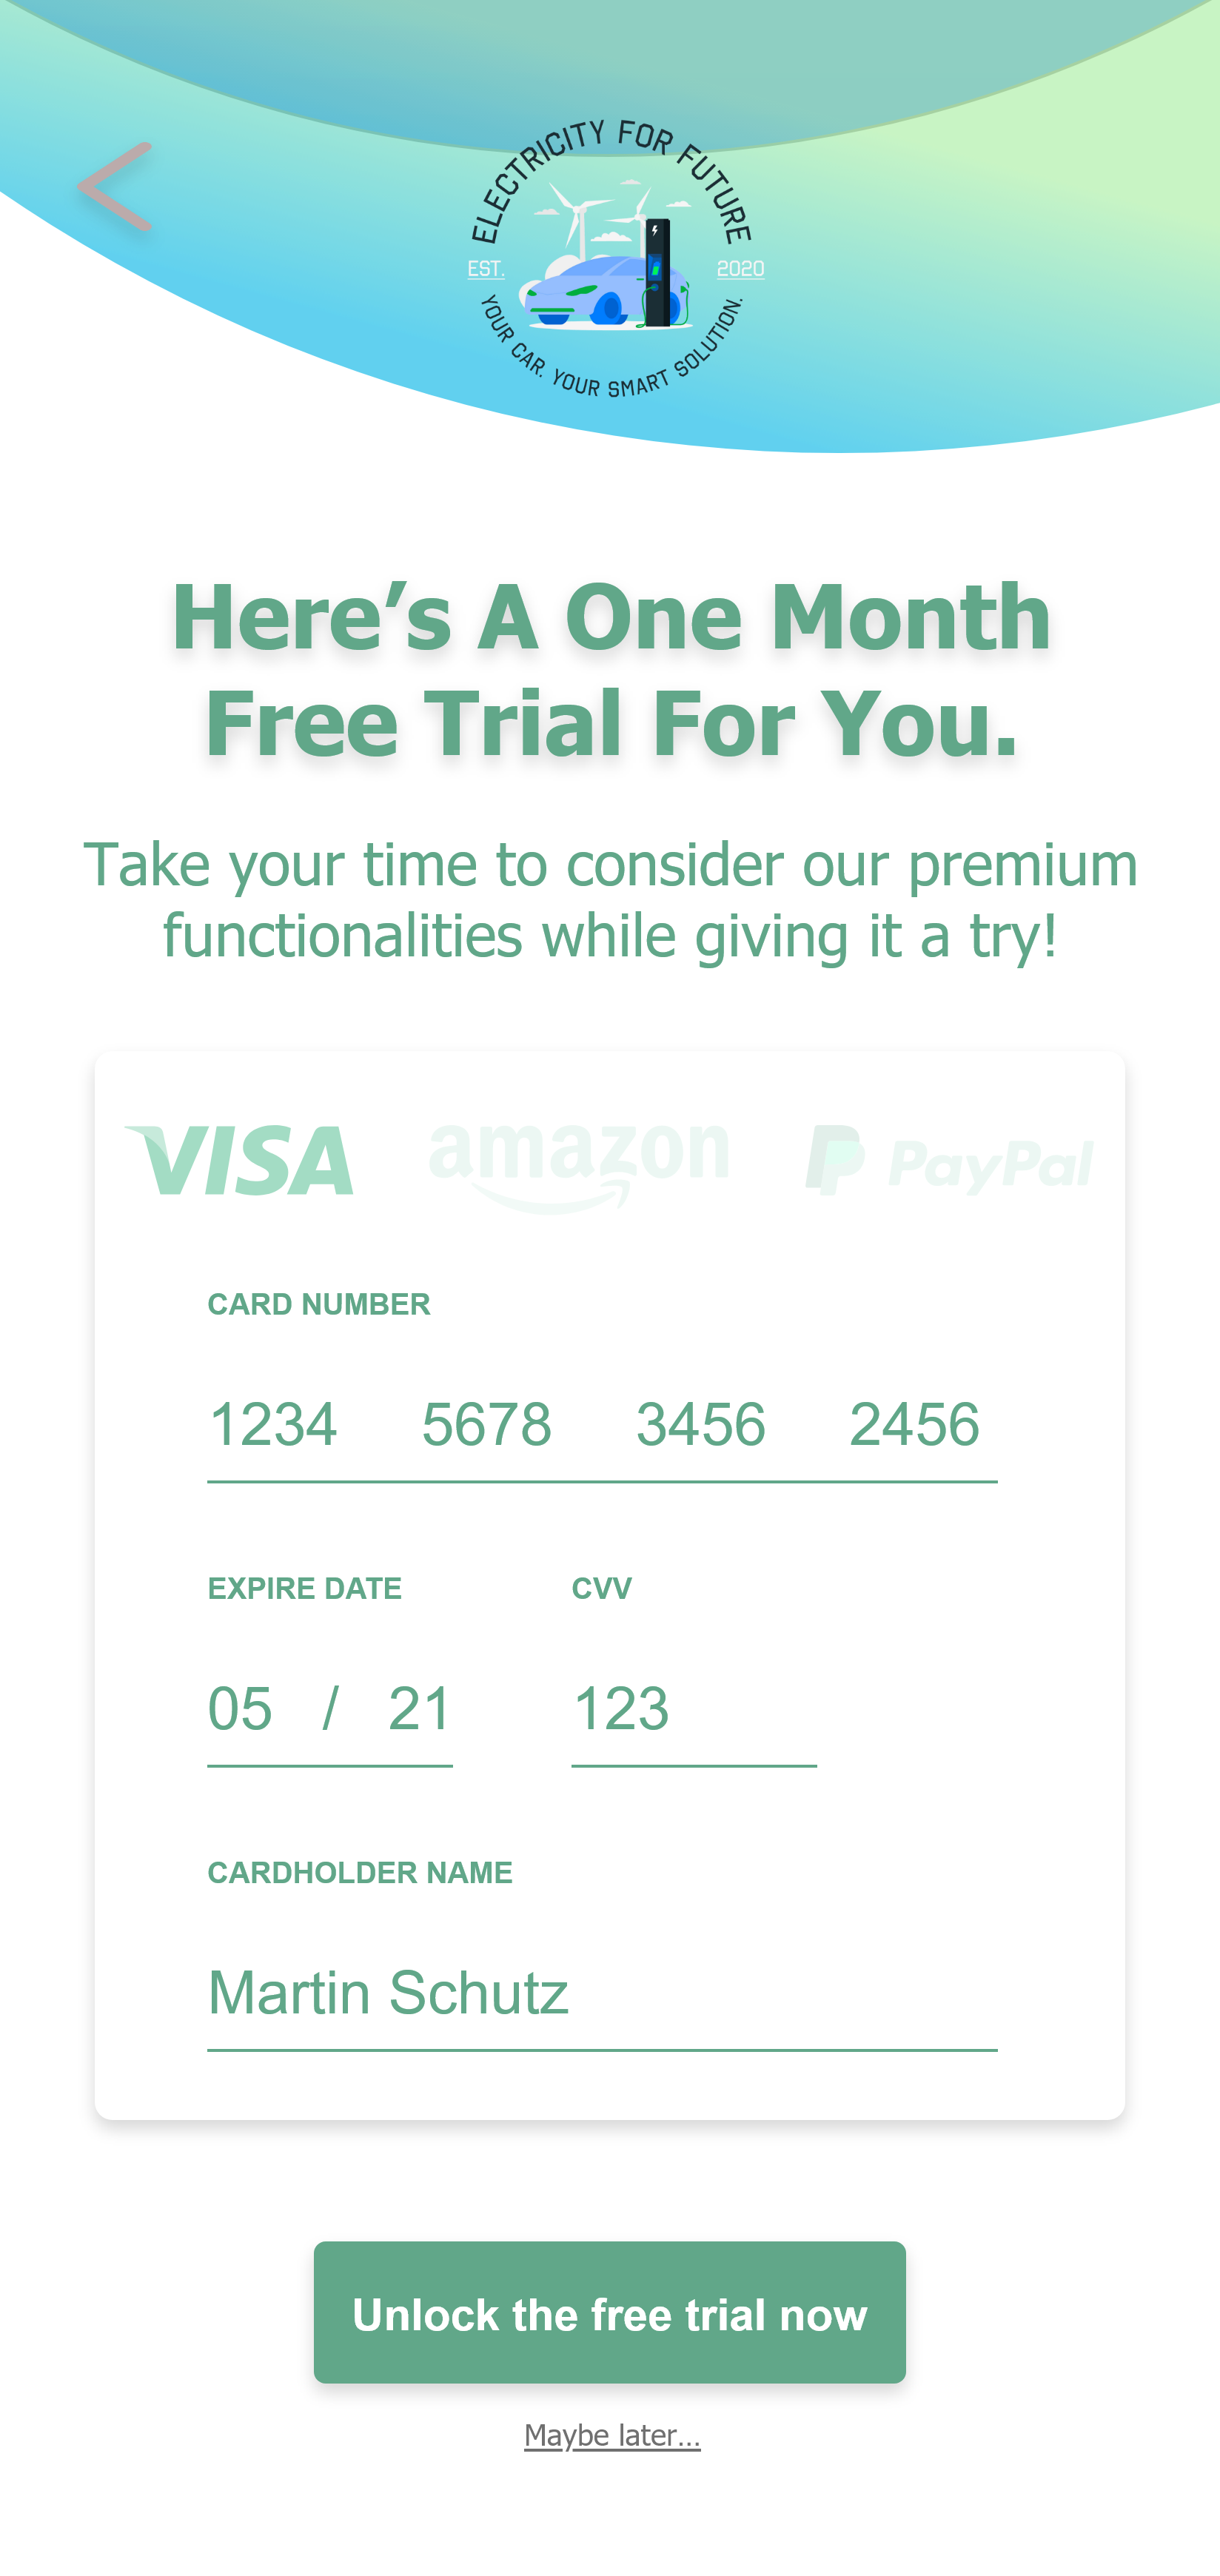 ELECTRICITY FOR FUTURE
EST.
2020
YOUR CAR. YOUR SMART SOLUTION.
Here’s A One Month
Free Trial For You.
Take your time to consider our premium
functionalities while giving it a try!
VISA amazon PayPal
CARD NUMBER
1234 5678 3456 2456
EXPIRE DATE CVV
05 / 21 123
CARDHOLDER NAME
Martin Schutz
Unlock the free trial now
Maybe later...